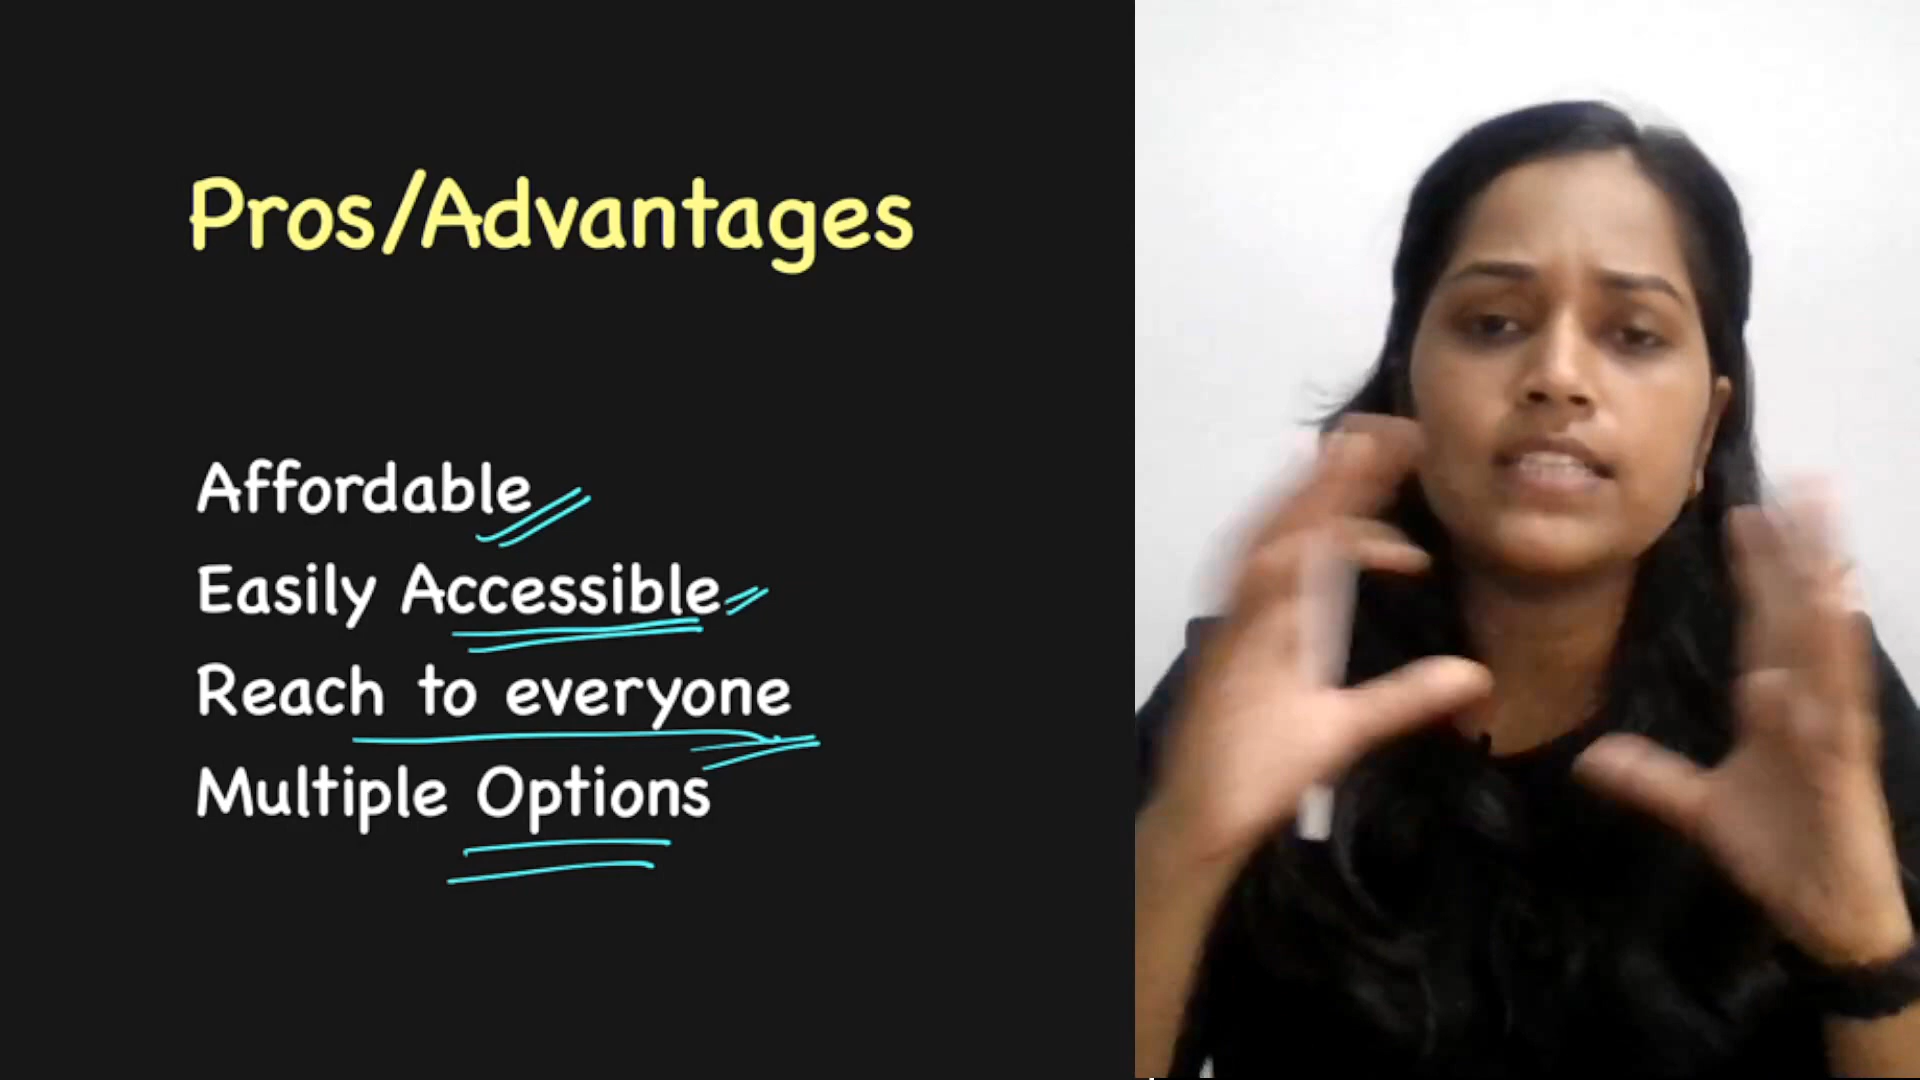 Pros/Advantages
Affordable
Easily Accessible
Reach to everyone
Multiple Options